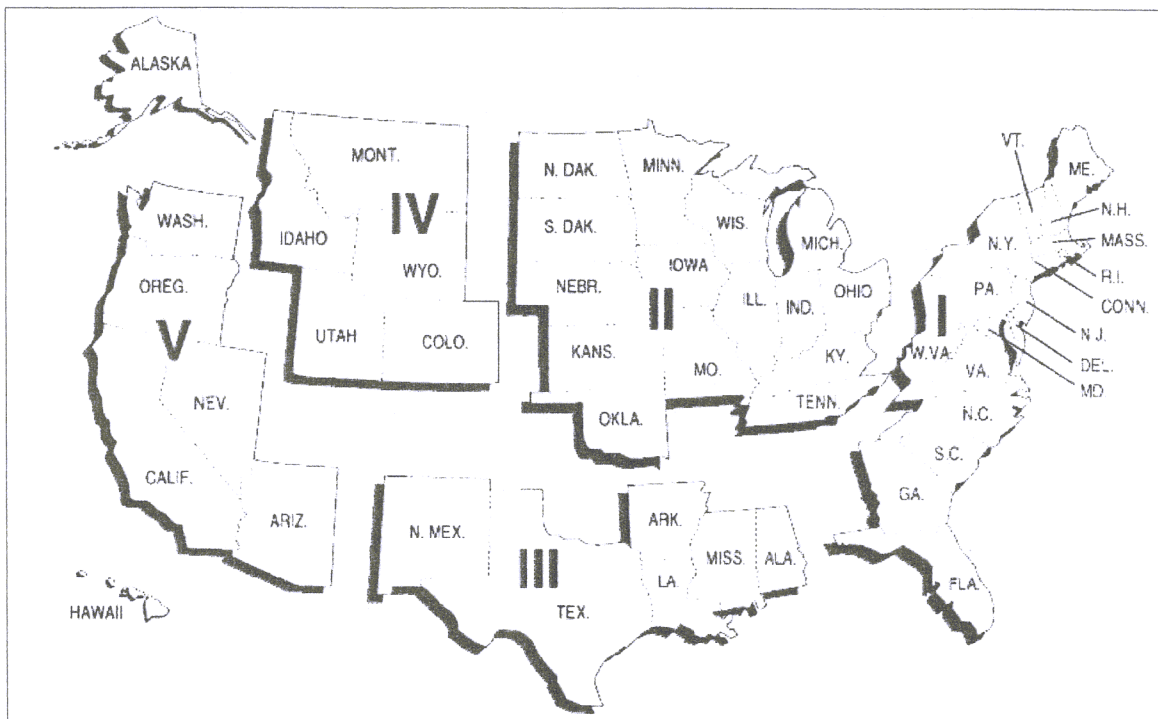 ALASKA
MONT.
IV
IDAHO
WYO.
UTAH
COLO.
WASH.
OREG.
V
NEV.
CALIF.
ARIZ.
HAWAII
N. DAK.
MINN.
S. DAK.
WIS.
MICH.
IOWA
NEBR.
II
ILL.
IND.
OHIO
KANS.
MO.
KY.
TENN.
OKLA.
N. MEX.
III
TEX.
ARK.
LA.
MISS.
ALA.
VT.
ME.
N.H.
N.Y.
MASS.
R.I.
PA.
CONN.
I
N.J.
W.VA.
DEL.
VA.
MD
N.C.
S.C.
GA.
FLA.